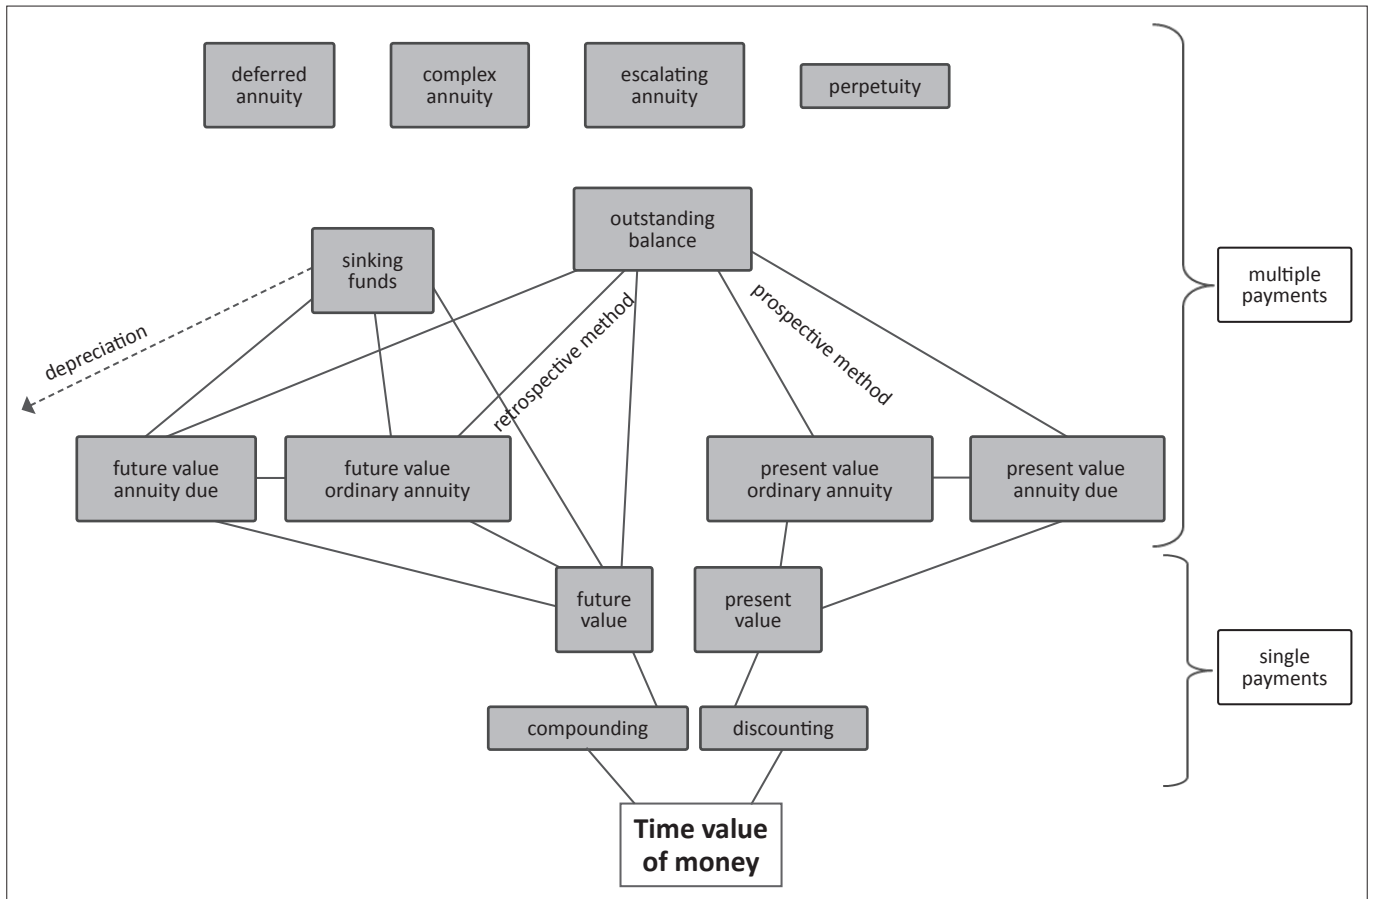 deferred
annuity
complex
annuity
escalating
annuity
perpetuity
outstanding
balance
sinking
funds
multiple
payments
depreciation
retrospective method
prospective method
future value
annuity due
future value
ordinary annuity
present value
ordinary annuity
present value
annuity due
future
value
present
value
single
payments
compounding
discounting
Time value
of money